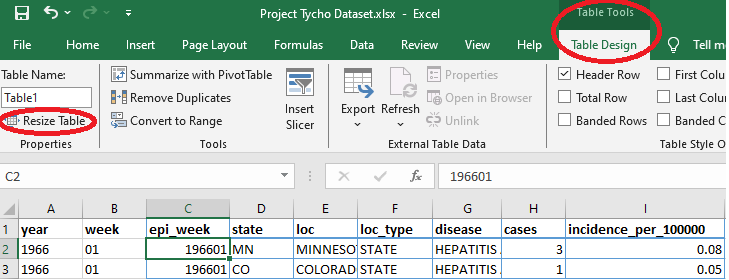 Project Tycho Dataset.xlsx - Excel
Table Tools
File Home Insert Page Layout Formulas Data Review View Help Table Design Tell me
Table Name:
Table1
Resize Table
Properties
Summarize with PivotTable
Remove Duplicates
Convert to Range
Tools
Insert
Slicer
Export
Refresh
Properties
Open in Browser
Unlink
External Table Data
Header Row
Total Row
Banded Rows
First Colu
Last Colu
Banded C
Table Style O
C2 fx 196601
A B C D E F G H I
1 year week epi_week state loc loc_type disease cases incidence_per_100000
2 1966 01 196601 MN MINNESO STATE HEPATITIS 3 0.08
3 1966 01 196601 CO COLORAD STATE HEPATITIS 1 0.05